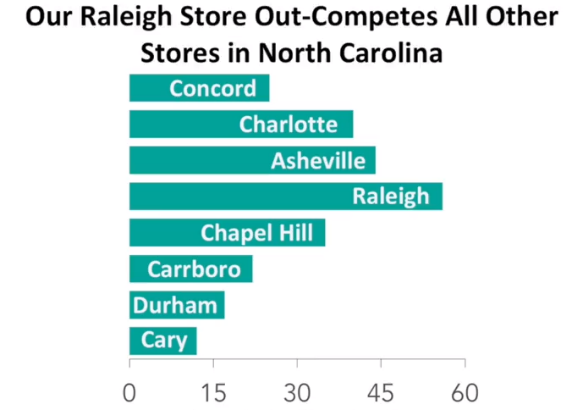 Our Raleigh Store Out-Competes All Other
Stores in North Carolina
Concord
Charlotte
Asheville
Raleigh
Chapel Hill
Carrboro
Durham
Cary
0 15 30 45 60